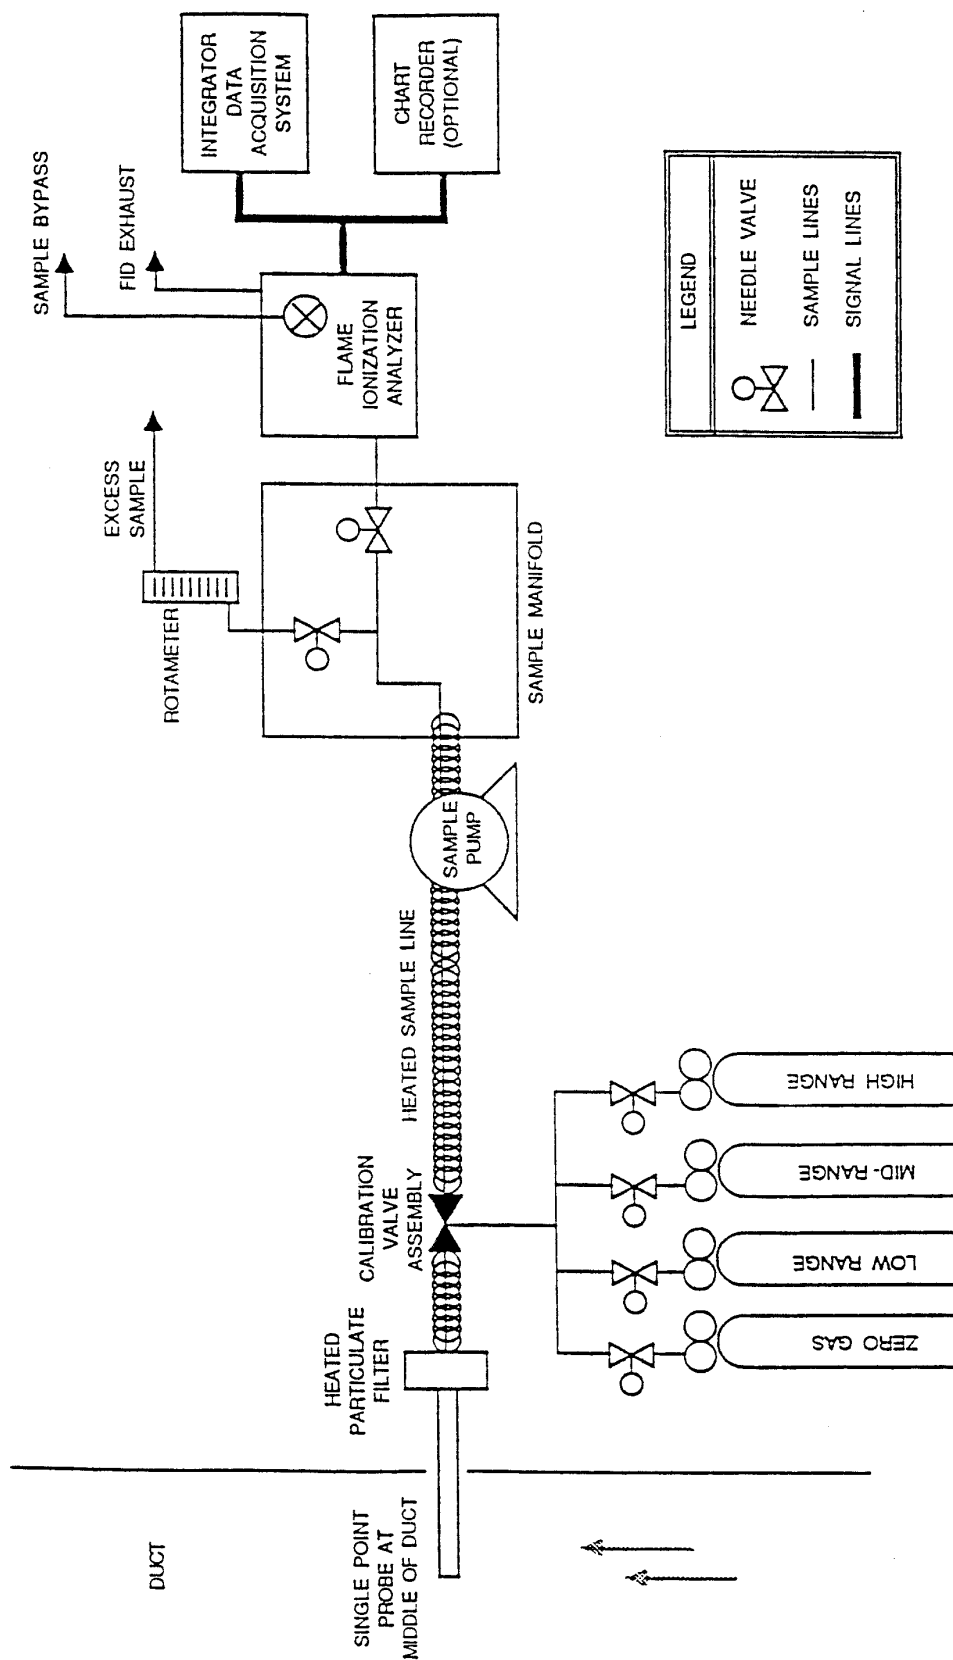 SAMPLE BYPASS
FID EXHAUST
INTEGRATOR
DATA
ACQUISITION
SYSTEM
CHART
RECORDER
(OPTIONAL)
FLAME
IONIZATION
ANALYZER
EXCESS
SAMPLE
ROTAMETER
SAMPLE MANIFOLD
SAMPLE
PUMP
HEATED SAMPLE LINE
CALIBRATION
VALVE
ASSEMBLY
HEATED
PARTICULATE
FILTER
DUCT
SINGLE POINT
PROBE AT
MIDDLE OF DUCT
ZERO GAS
LOW RANGE
MID-RANGE
HIGH RANGE
LEGEND
NEEDLE VALVE
SAMPLE LINES
SIGNAL LINES